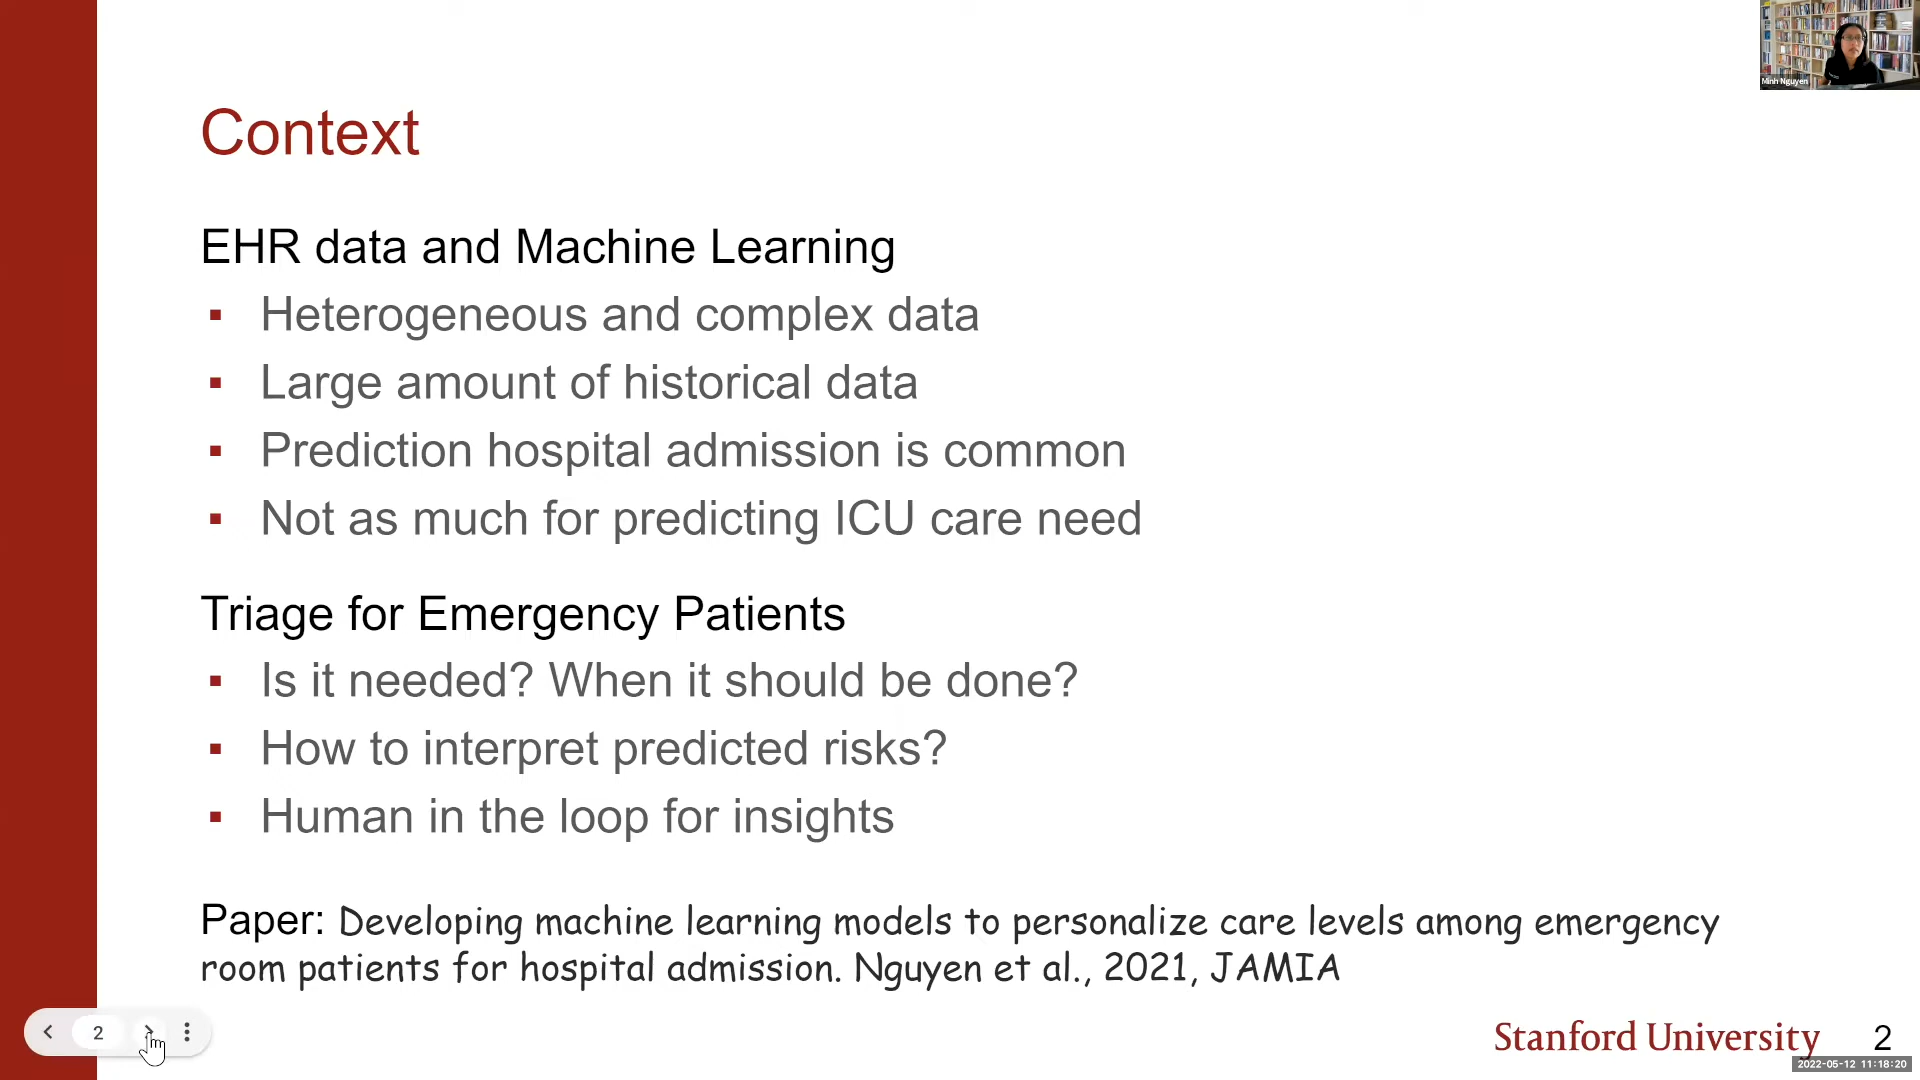 Minh Nguyen
Context
EHR data and Machine Learning
▪ Heterogeneous and complex data
▪ Large amount of historical data
▪ Prediction hospital admission is common
▪ Not as much for predicting ICU care need
Triage for Emergency Patients
▪ Is it needed? When it should be done?
▪ How to interpret predicted risks?
▪ Human in the loop for insights
Paper: Developing machine learning models to personalize care levels among emergency
room patients for hospital admission. Nguyen et al., 2021, JAMIA
2
Stanford University 2
2022-05-12 11:18:20